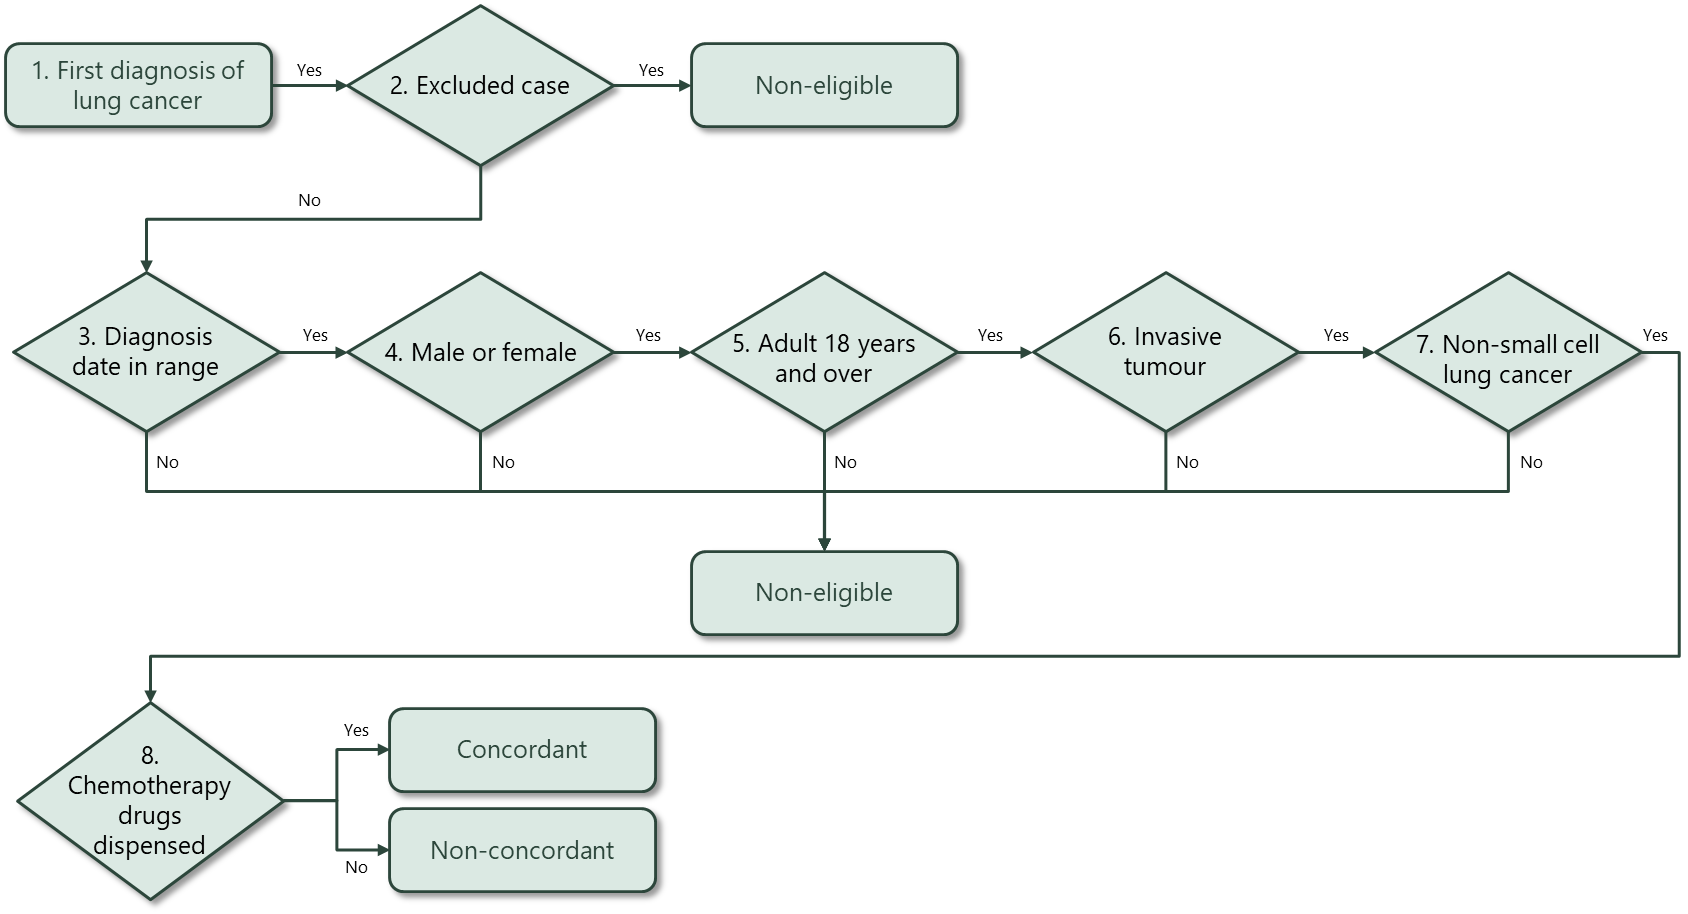 1. First diagnosis of
lung cancer
Yes
2. Excluded case
Yes
Non-eligible
No
3. Diagnosis
date in range
Yes
4. Male or female
Yes
5. Adult 18 years
and over
Yes
6. Invasive
tumour
Yes
7. Non-small cell
lung cancer
Yes
No
No
No
No
No
Non-eligible
8.
Chemotherapy
drugs
dispensed
Yes
Concordant
No
Non-concordant